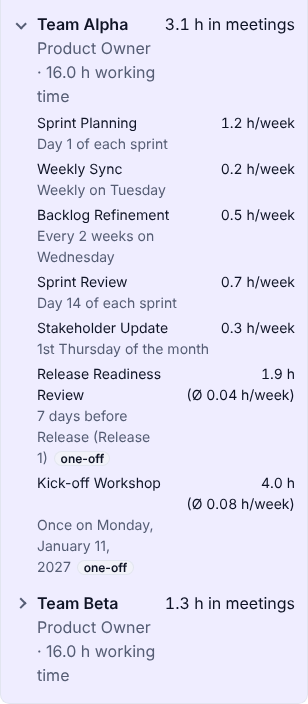 Team Alpha 3.1 h in meetings
Product Owner
· 16.0 h working
time
Sprint Planning 1.2 h/week
Day 1 of each sprint
Weekly Sync 0.2 h/week
Weekly on Tuesday
Backlog Refinement 0.5 h/week
Every 2 weeks on
Wednesday
Sprint Review 0.7 h/week
Day 14 of each sprint
Stakeholder Update 0.3 h/week
1st Thursday of the month
Release Readiness 1.9 h
Review (Ø 0.04 h/week)
7 days before
Release (Release
1) one-off
Kick-off Workshop 4.0 h
(Ø 0.08 h/week)
Once on Monday,
January 11,
2027 one-off
Team Beta 1.3 h in meetings
Product Owner
· 16.0 h working
time